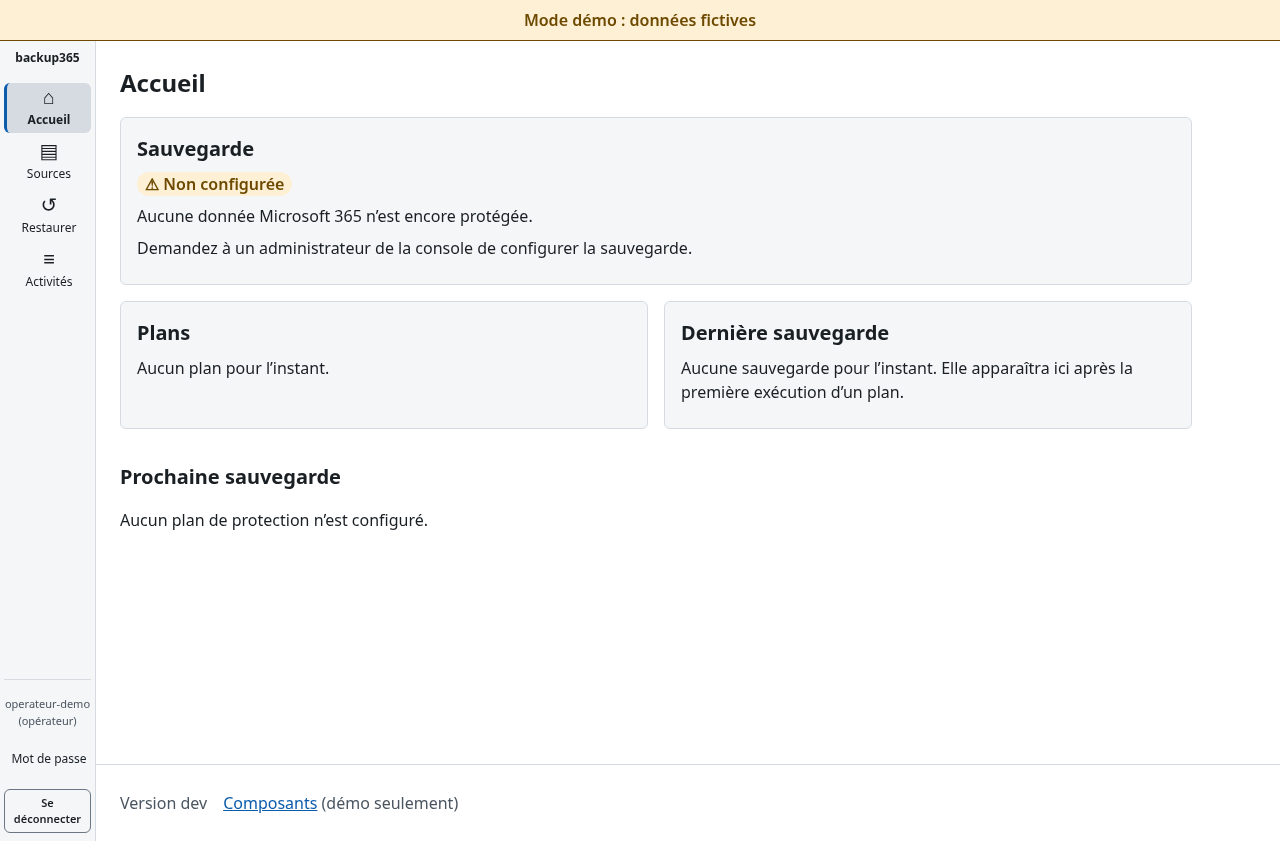 Mode démo : données fictives
backup365
Accueil
Sources
Restaurer
Activités
operateur-demo
(opérateur)
Mot de passe
Se
déconnecter
Accueil
Sauvegarde
⚠ Non configurée
Aucune donnée Microsoft 365 n’est encore protégée.
Demandez à un administrateur de la console de configurer la sauvegarde.
Plans
Aucun plan pour l’instant.
Dernière sauvegarde
Aucune sauvegarde pour l’instant. Elle apparaîtra ici après la
première exécution d’un plan.
Prochaine sauvegarde
Aucun plan de protection n’est configuré.
Version dev Composants (démo seulement)